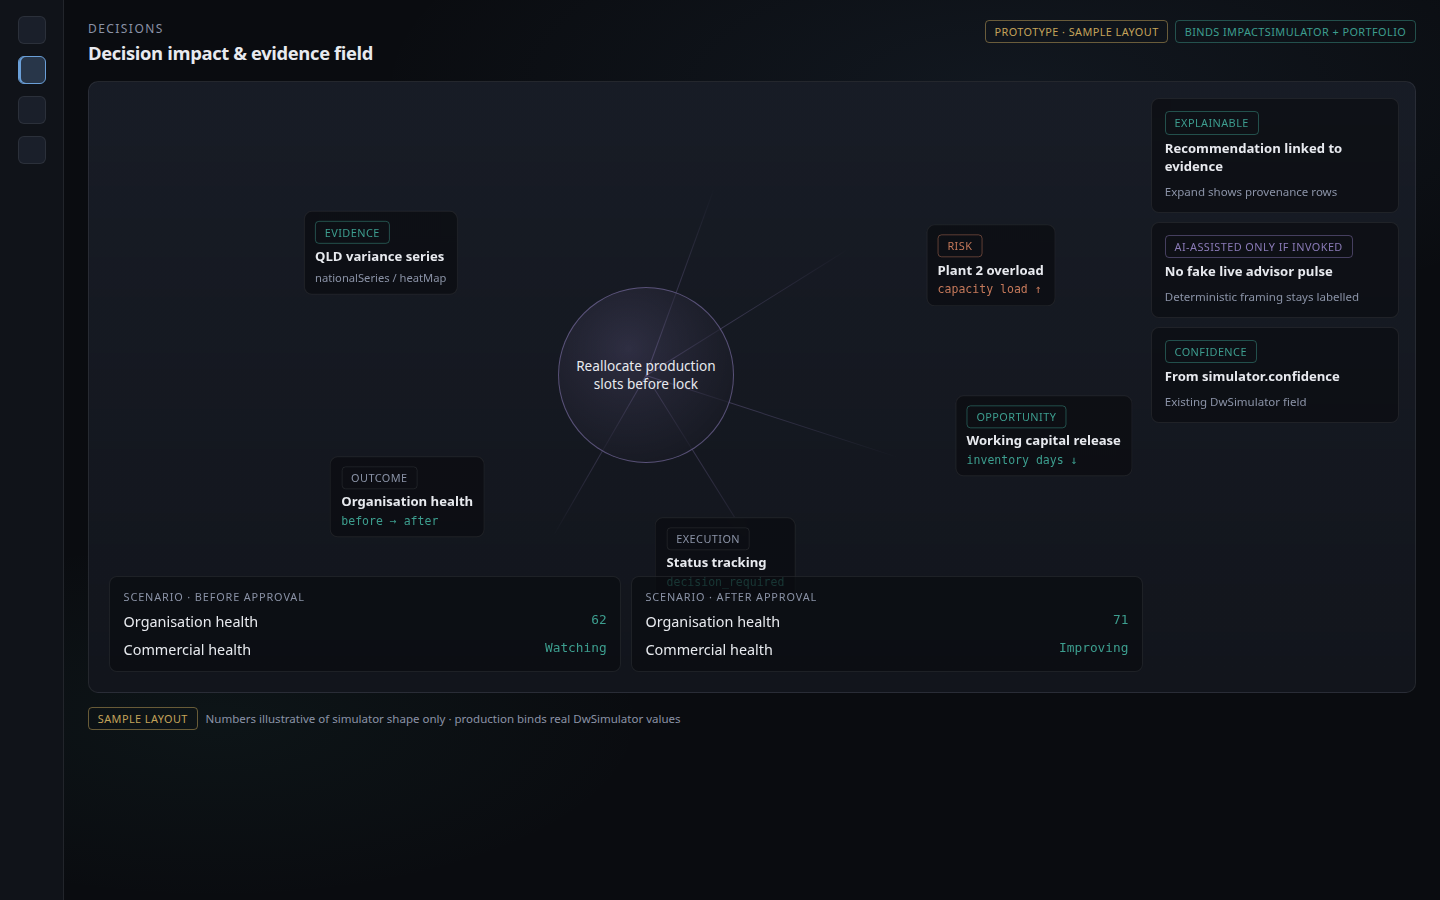 DECISIONS
Decision impact & evidence field
PROTOTYPE · SAMPLE LAYOUT
BINDS IMPACTSIMULATOR + PORTFOLIO
EVIDENCE
QLD variance series
nationalSeries / heatMap
RISK
Plant 2 overload
capacity load ↑
Reallocate production
slots before lock
OPPORTUNITY
Working capital release
inventory days ↓
OUTCOME
Organisation health
before → after
EXECUTION
Status tracking
decision required
EXPLAINABLE
Recommendation linked to
evidence
Expand shows provenance rows
AI-ASSISTED ONLY IF INVOKED
No fake live advisor pulse
Deterministic framing stays labelled
CONFIDENCE
From simulator.confidence
Existing DwSimulator field
SCENARIO · BEFORE APPROVAL
Organisation health 62
Commercial health Watching
SCENARIO · AFTER APPROVAL
Organisation health 71
Commercial health Improving
SAMPLE LAYOUT
Numbers illustrative of simulator shape only · production binds real DwSimulator values